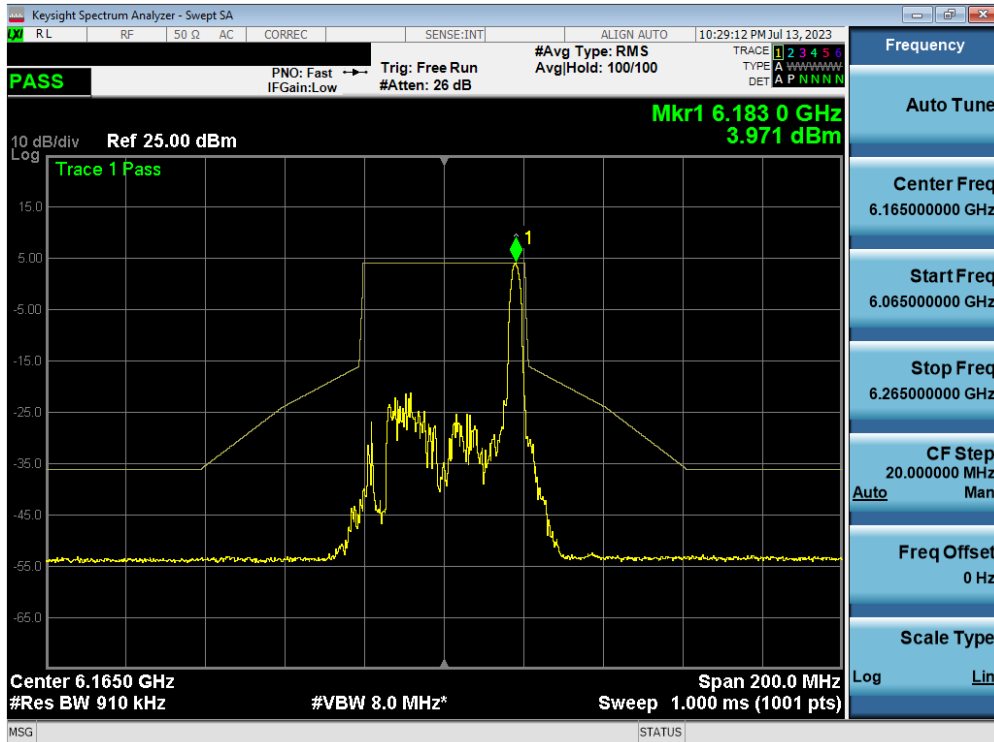 Keysight Spectrum Analyzer - Swept SA
LXI RL RF 50 Ω AC CORREC SENSE:INT ALIGN AUTO 10:29:12 PM Jul 13, 2023
PASS
PNO: Fast
IFGain:Low
Trig: Free Run
#Atten: 26 dB
#Avg Type: RMS
Avg|Hold: 100/100
TRACE 1 2 3 4 5 6
TYPE A WWWWW
DET A P N N N N
Mkr1 6.183 0 GHz
3.971 dBm
10 dB/div Ref 25.00 dBm
Log
Trace 1 Pass
1
15.0
5.00
-5.00
-15.0
-25.0
-35.0
-45.0
-55.0
-65.0
Center 6.1650 GHz Span 200.0 MHz
#Res BW 910 kHz #VBW 8.0 MHz* Sweep 1.000 ms (1001 pts)
MSG STATUS
Frequency
Auto Tune
Center Freq
6.165000000 GHz
Start Freq
6.065000000 GHz
Stop Freq
6.265000000 GHz
CF Step
20.000000 MHz
Auto Man
Freq Offset
0 Hz
Scale Type
Log Lin